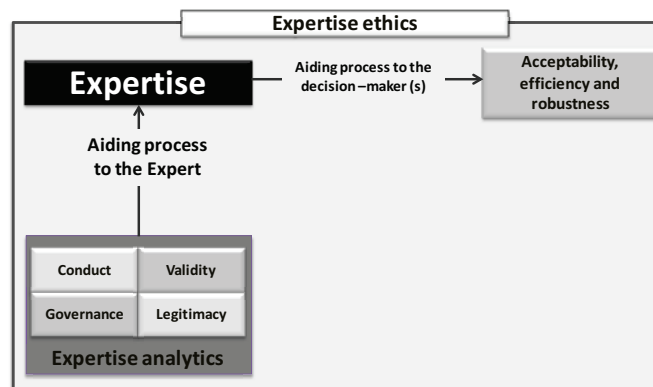 Expertise ethics
Expertise
Aiding process to the
decision –maker (s)
Acceptability,
efficiency and
robustness
Aiding process
to the Expert
Conduct
Validity
Governance
Legitimacy
Expertise analytics